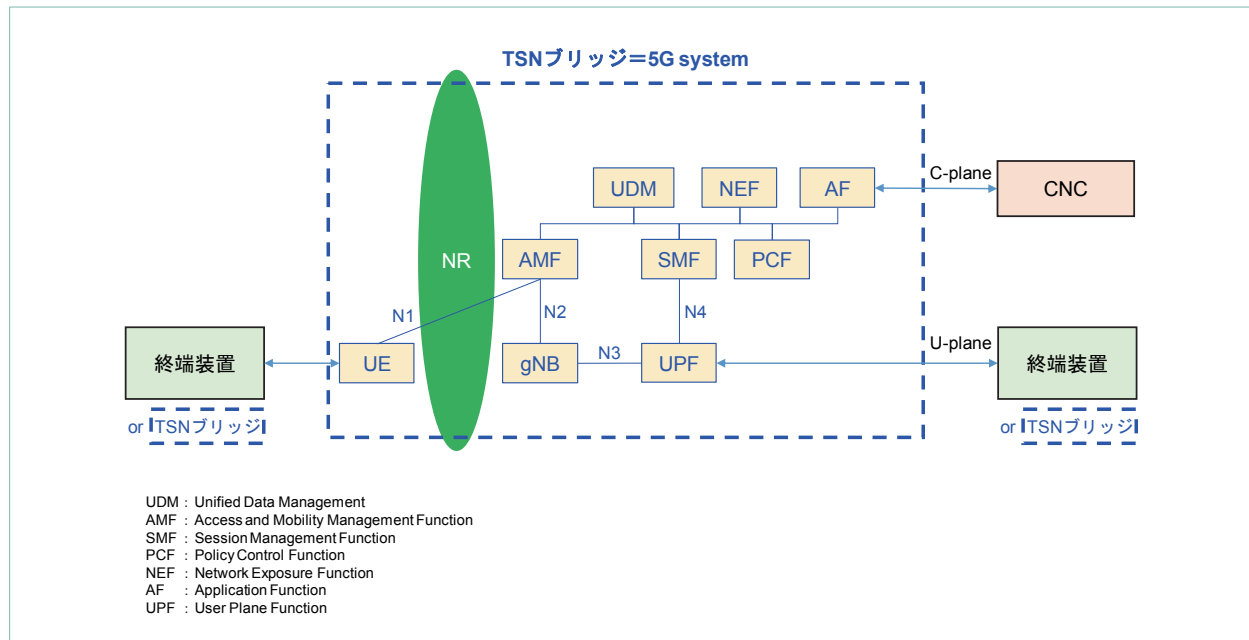 TSNブリッジ＝5G system
UDM
NEF
AF
C-plane
CNC
NR
AMF
SMF
PCF
N1
N2
N4
終端装置
UE
gNB
N3
UPF
U-plane
終端装置
or TSNブリッジ
or TSNブリッジ
UDM : Unified Data Management
AMF : Access and Mobility Management Function
SMF : Session Management Function
PCF : Policy Control Function
NEF : Network Exposure Function
AF : Application Function
UPF : User Plane Function